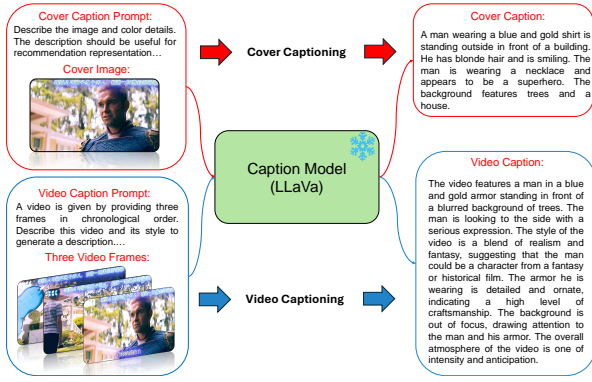 Cover Caption Prompt:
Describe the image and color details.
The description should be useful for
recommendation representation…
Cover Image:
Cover Captioning
Cover Caption:
A man wearing a blue and gold shirt is
standing outside in front of a building.
He has blonde hair and is smiling. The
man is wearing a necklace and
appears to be a superhero. The
background features trees and a
house.
Caption Model
(LLaVa)
Video Caption Prompt:
A video is given by providing three
frames in chronological order.
Describe this video and its style to
generate a description.…
Three Video Frames:
Video Captioning
Video Caption:
The video features a man in a blue
and gold armor standing in front of
a blurred background of trees. The
man is looking to the side with a
serious expression. The style of the
video is a blend of realism and
fantasy, suggesting that the man
could be a character from a fantasy
or historical film. The armor he is
wearing is detailed and ornate,
indicating a high level of
craftsmanship. The background is
out of focus, drawing attention to
the man and his armor. The overall
atmosphere of the video is one of
intensity and anticipation.